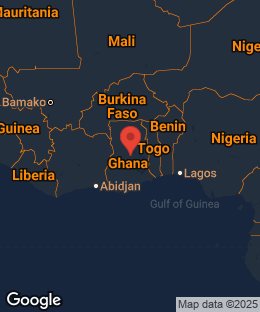 Mauritania
Mali
Nige
Bamako
Burkina
Faso
Benin
Guinea
Nigeria
Togo
Ghana
Liberia
Lagos
Abidjan
Gulf of Guinea
Google
Map data ©2025